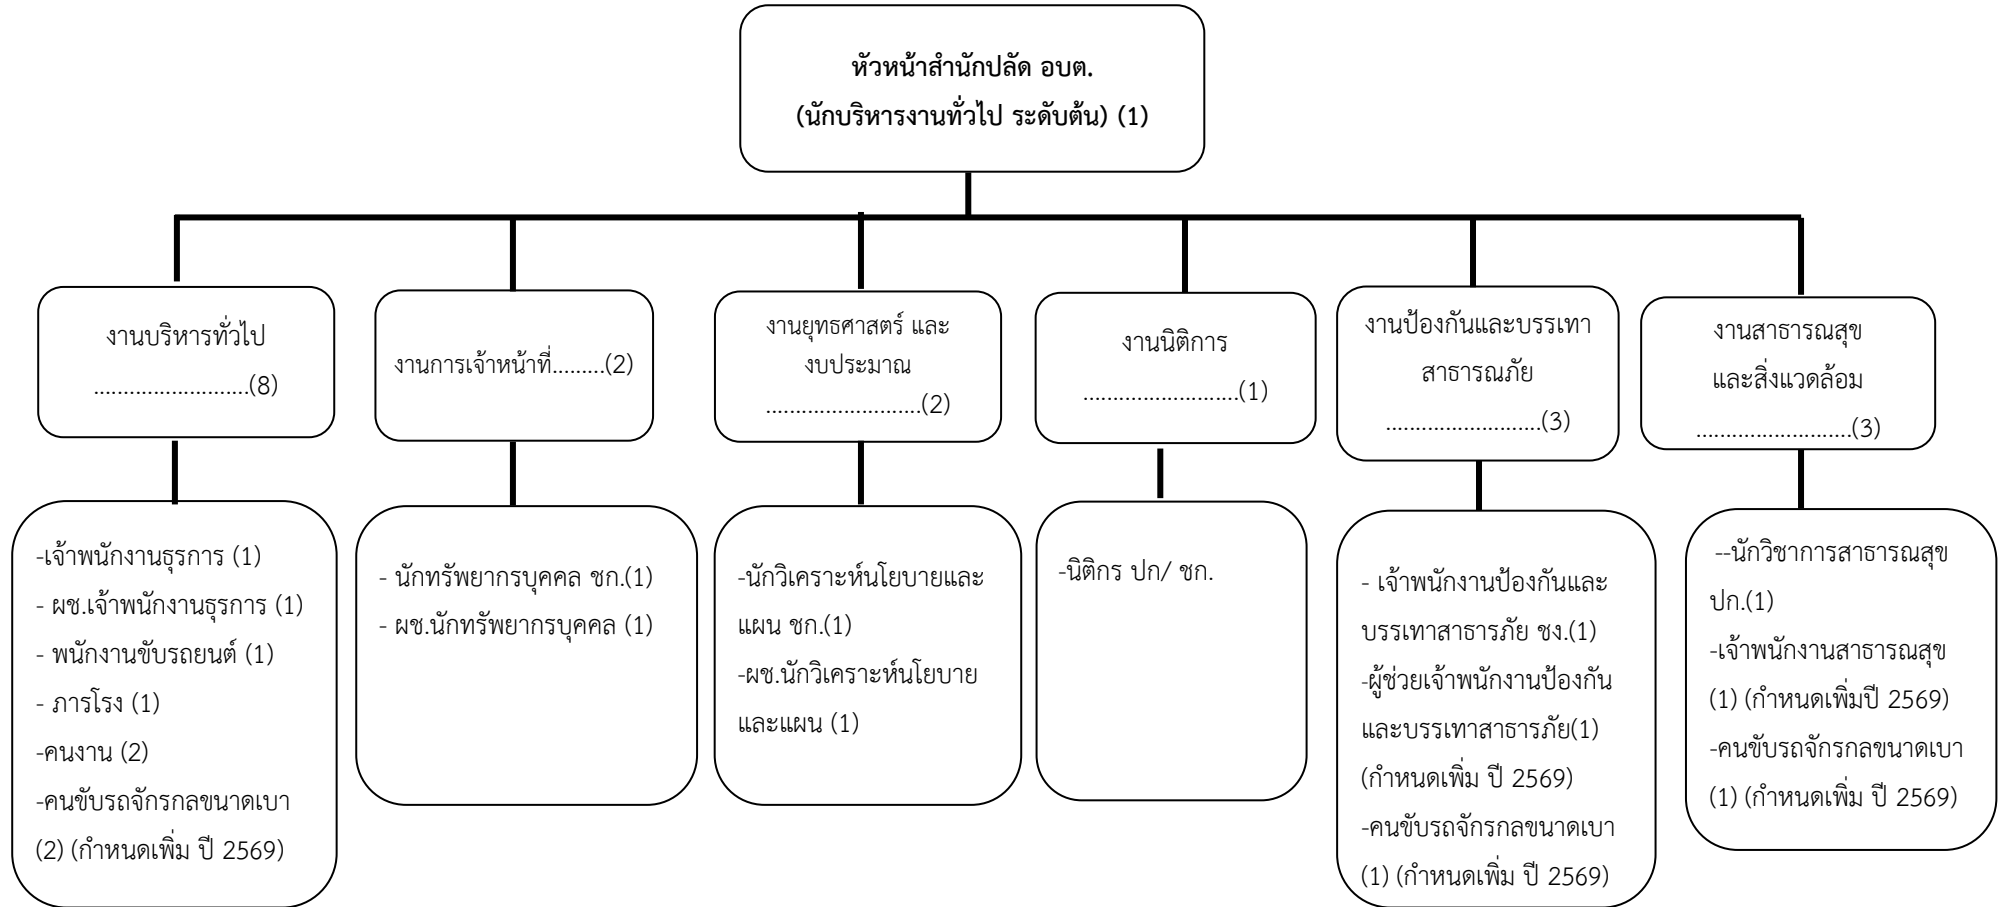 หัวหน้าสำนักปลัด อบต.
(นักบริหารงานทั่วไป ระดับต้น) (1)
งานบริหารทั่วไป
..........................(8)
งานการเจ้าหน้าที่.........(2)
งานยุทธศาสตร์ และ
งบประมาณ
..........................(2)
งานนิติการ
..........................(1)
งานป้องกันและบรรเทา
สาธารณภัย
..........................(3)
งานสาธารณสุข
และสิ่งแวดล้อม
..........................(3)
-เจ้าพนักงานธุรการ (1)
- ผช.เจ้าพนักงานธุรการ (1)
- พนักงานขับรถยนต์ (1)
- ภารโรง (1)
-คนงาน (2)
-คนขับรถจักรกลขนาดเบา
(2) (กำหนดเพิ่ม ปี 2569)
- นักทรัพยากรบุคคล ชก.(1)
- ผช.นักทรัพยากรบุคคล (1)
-นักวิเคราะห์นโยบายและ
แผน ชก.(1)
-ผช.นักวิเคราะห์นโยบาย
และแผน (1)
-นิติกร ปก/ ชก.
- เจ้าพนักงานป้องกันและ
บรรเทาสาธารภัย ชง.(1)
-ผู้ช่วยเจ้าพนักงานป้องกัน
และบรรเทาสาธารภัย(1)
(กำหนดเพิ่ม ปี 2569)
-คนขับรถจักรกลขนาดเบา
(1) (กำหนดเพิ่ม ปี 2569)
--นักวิชาการสาธารณสุข
ปก.(1)
-เจ้าพนักงานสาธารณสุข
(1) (กำหนดเพิ่มปี 2569)
-คนขับรถจักรกลขนาดเบา
(1) (กำหนดเพิ่ม ปี 2569)